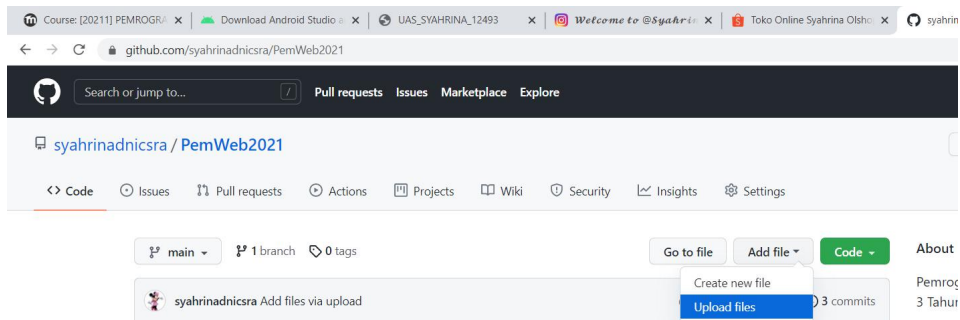 Course: [20211] PEMROGRA
Download Android Studio a
UAS_SYAHRINA_12493
𝓦𝓮𝓵𝓬𝓸𝓶𝓮 𝓽𝓸 @𝓢𝔂𝓪𝓱𝓻𝓲𝓷
Toko Online Syahrina Olsho
syahrin
github.com/syahrinadnicsra/PemWeb2021
Search or jump to...
/
Pull requests Issues Marketplace Explore
syahrinadnicsra / PemWeb2021
Code Issues Pull requests Actions Projects Wiki Security Insights Settings
main 1 branch 0 tags Go to file Add file Code About
Create new file
syahrinadnicsra Add files via upload
3 commits
Upload files
Pemrog
3 Tahun